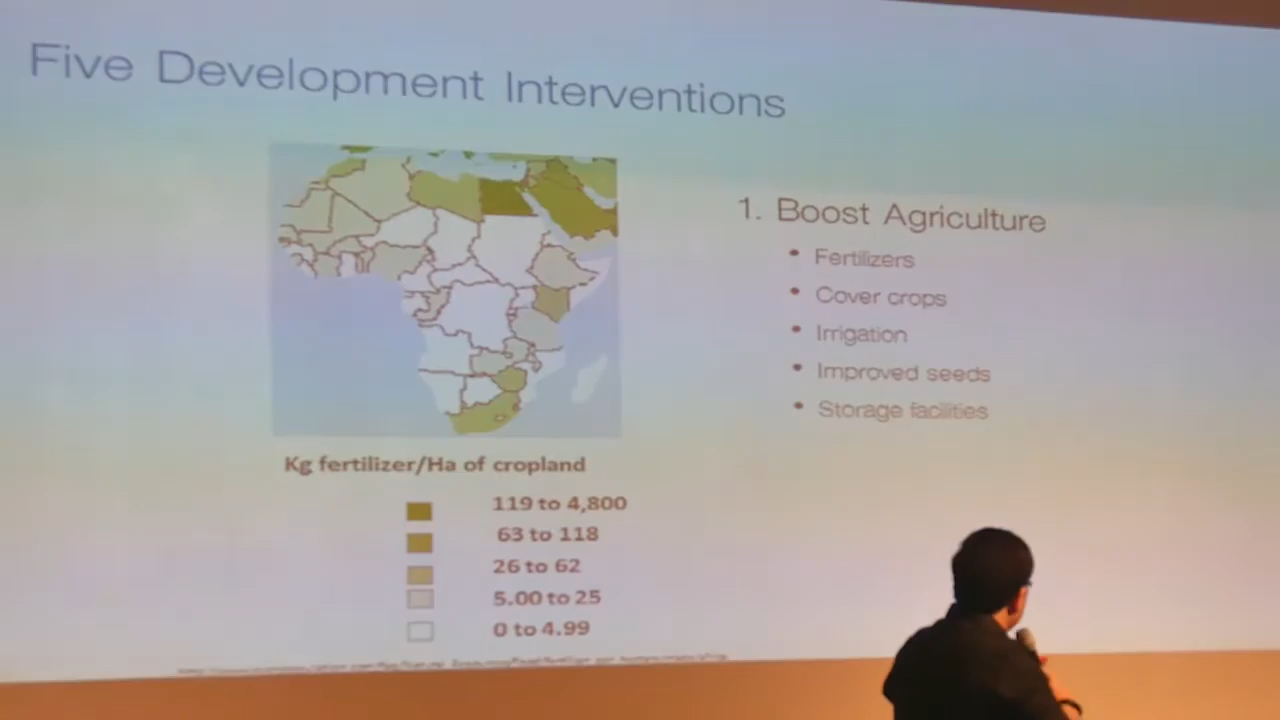 Five Development Interventions
1. Boost Agriculture
• Fertilizers
• Cover crops
• Irrigation
• Improved seeds
• Storage facilities
Kg fertilizer/Ha of cropland
119 to 4,800
63 to 118
26 to 62
5.00 to 25
0 to 4.99